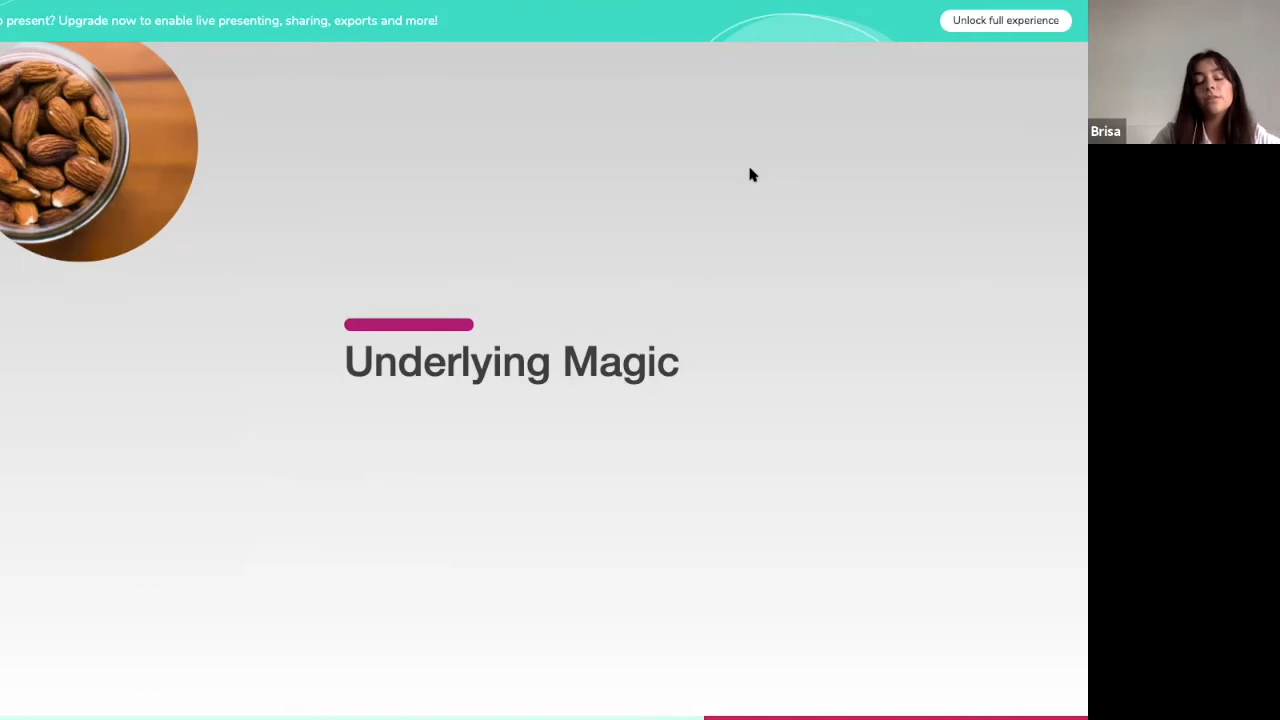 o present? Upgrade now to enable live presenting, sharing, exports and more!
Unlock full experience
Brisa
Underlying Magic